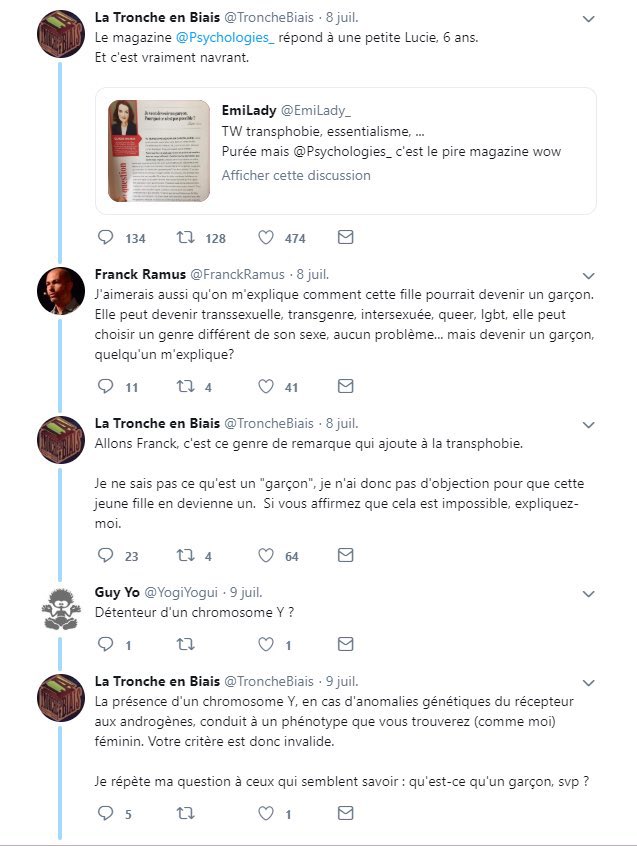 La Tronche en Biais @TroncheBiais · 8 juil.
Le magazine @Psychologies_ répond à une petite Lucie, 6 ans.
Et c'est vraiment navrant.
EmiLady @EmiLady_
TW transphobie, essentialisme, ...
Purée mais @Psychologies_ c'est le pire magazine wow
Afficher cette discussion
question
134 128 474
Franck Ramus @FranckRamus · 8 juil.
J'aimerais aussi qu'on m'explique comment cette fille pourrait devenir un garçon.
Elle peut devenir transsexuelle, transgenre, intersexuée, queer, lgbt, elle peut
choisir un genre différent de son sexe, aucun problème... mais devenir un garçon,
quelqu'un m'explique?
11 4 41
La Tronche en Biais @TroncheBiais · 8 juil.
Allons Franck, c'est ce genre de remarque qui ajoute à la transphobie.
Je ne sais pas ce qu'est un "garçon", je n'ai donc pas d'objection pour que cette
jeune fille en devienne un. Si vous affirmez que cela est impossible, expliquez-
moi.
23 4 64
Guy Yo @YogiYogui · 9 juil.
Détenteur d'un chromosome Y ?
1 1
La Tronche en Biais @TroncheBiais · 9 juil.
La présence d'un chromosome Y, en cas d'anomalies génétiques du récepteur
aux androgènes, conduit à un phénotype que vous trouverez (comme moi)
féminin. Votre critère est donc invalide.
Je répète ma question à ceux qui semblent savoir : qu'est-ce qu'un garçon, svp ?
5 1